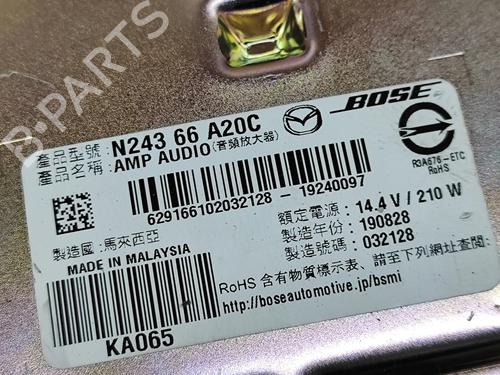 B-PARTS
產品型號: N243 66 A20C
產品名稱: AMP AUDIO (音頻放大器)
BOSE
R3A676-ETC
RoHS
629166102032128 - 19240097
額定電源: 14.4V / 210 W
製造年份: 190828
製造號碼: 032128
製造國: 馬來西亞
MADE IN MALAYSIA
KA065
RoHS 含有物質標示表、請至下列網址查閱
http://boseautomotive.jp/bsmi